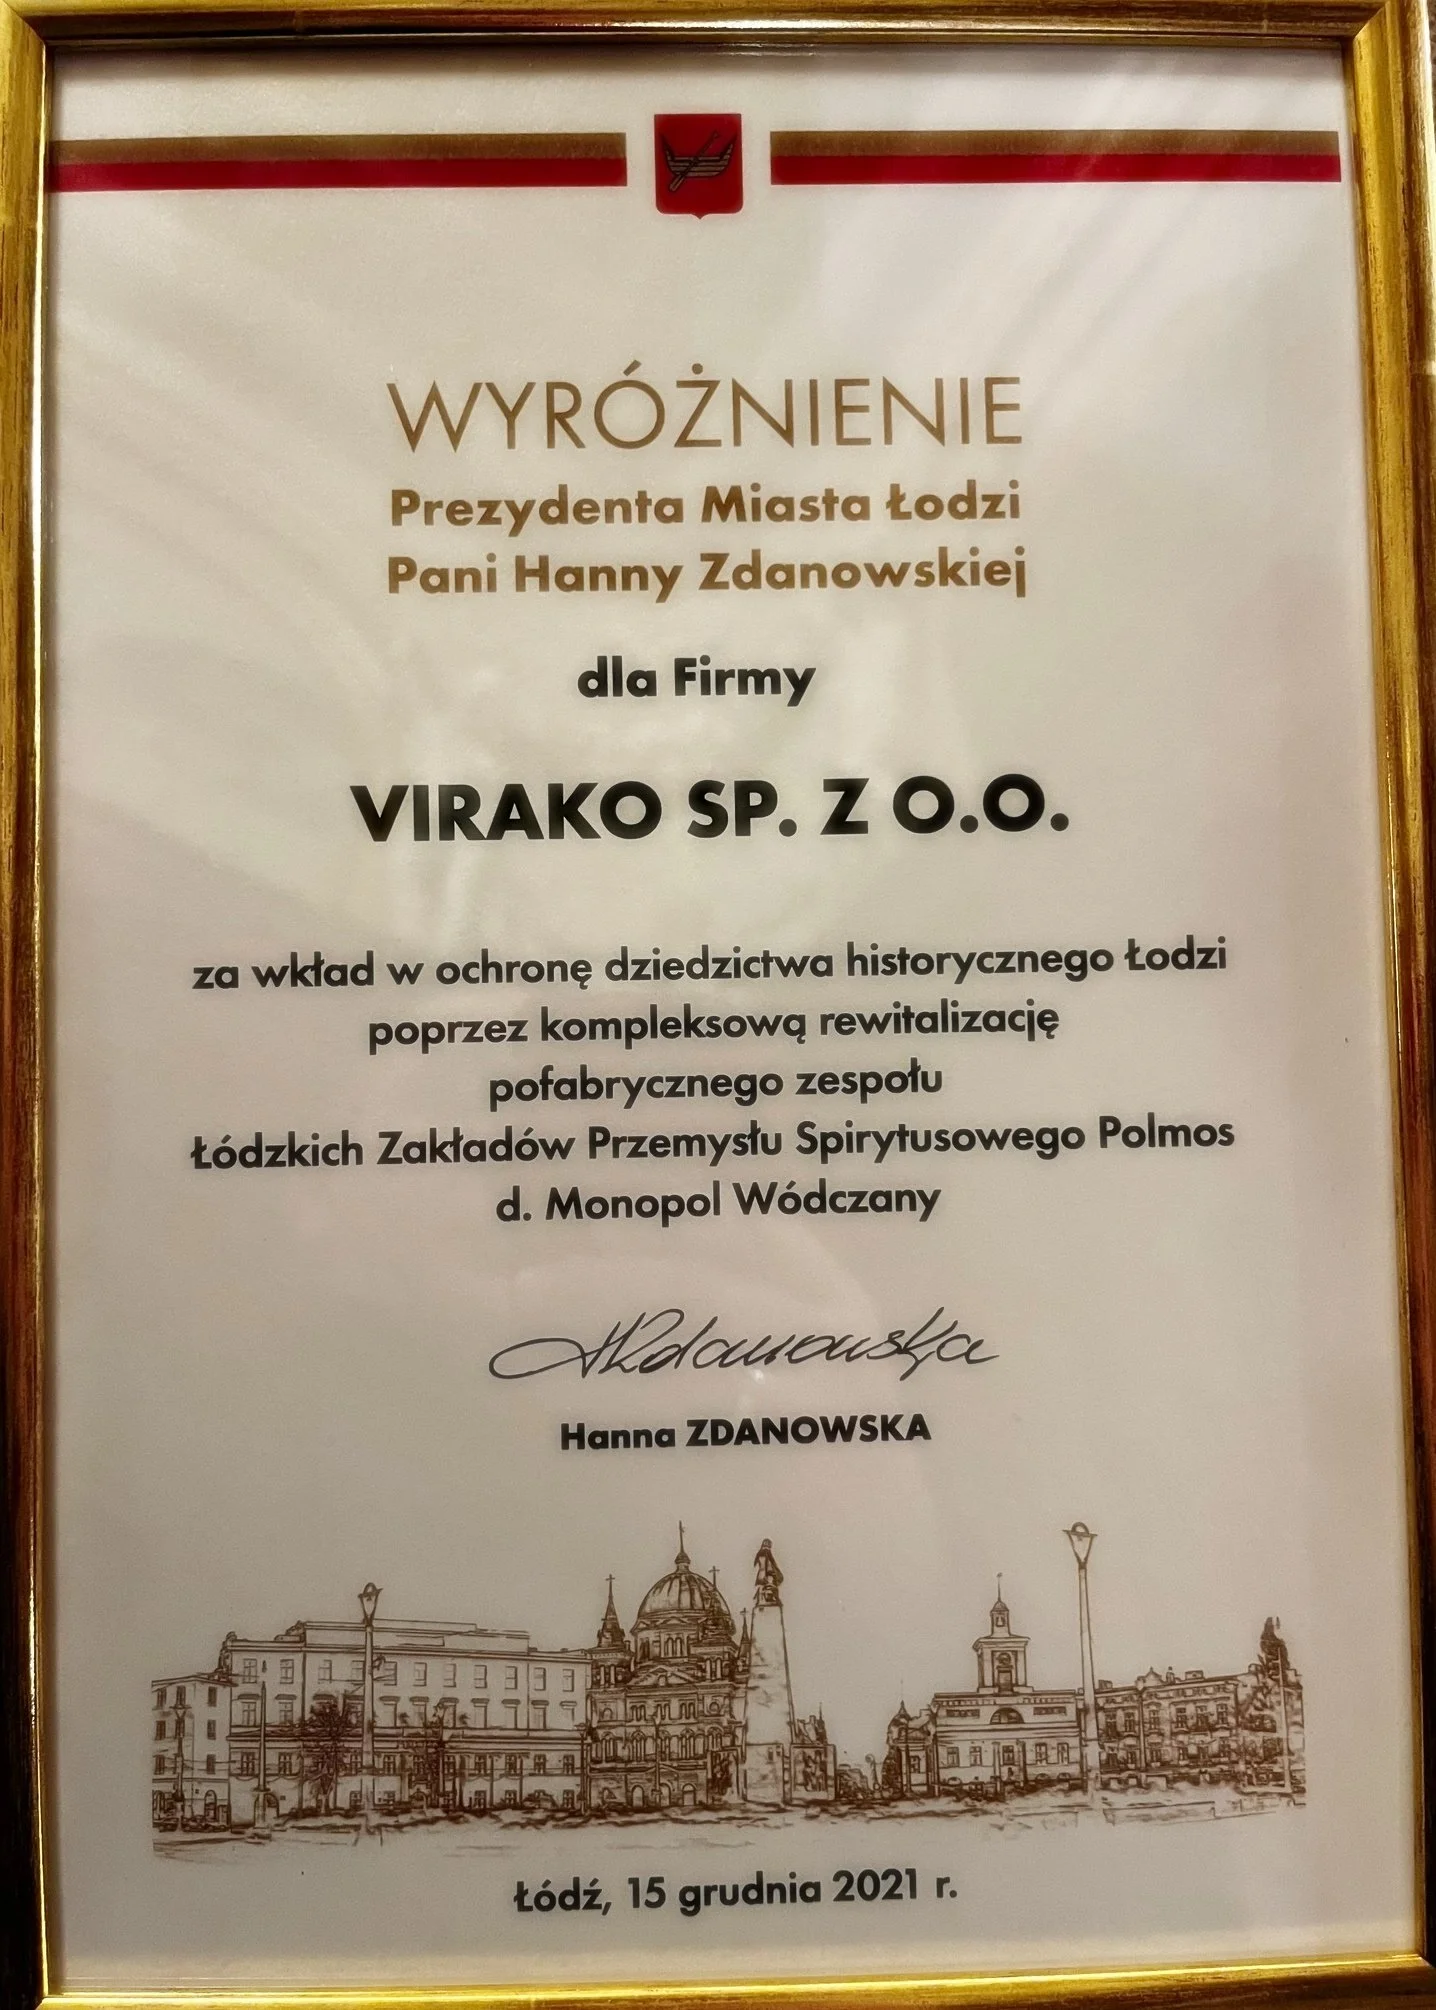 WYRÓŻNIENIE
Prezydenta Miasta Łodzi
Pani Hanny Zdanowskiej
dla Firmy
VIRAKO SP. Z O.O.
za wkład w ochronę dziedzictwa historycznego Łodzi
poprzez kompleksową rewitalizację
pofabrycznego zespołu
Łódzkich Zakładów Przemysłu Spirytusowego Polmos
d. Monopol Wódczany
HZdanowska
Hanna ZDANOWSKA
Łódź, 15 grudnia 2021 r.